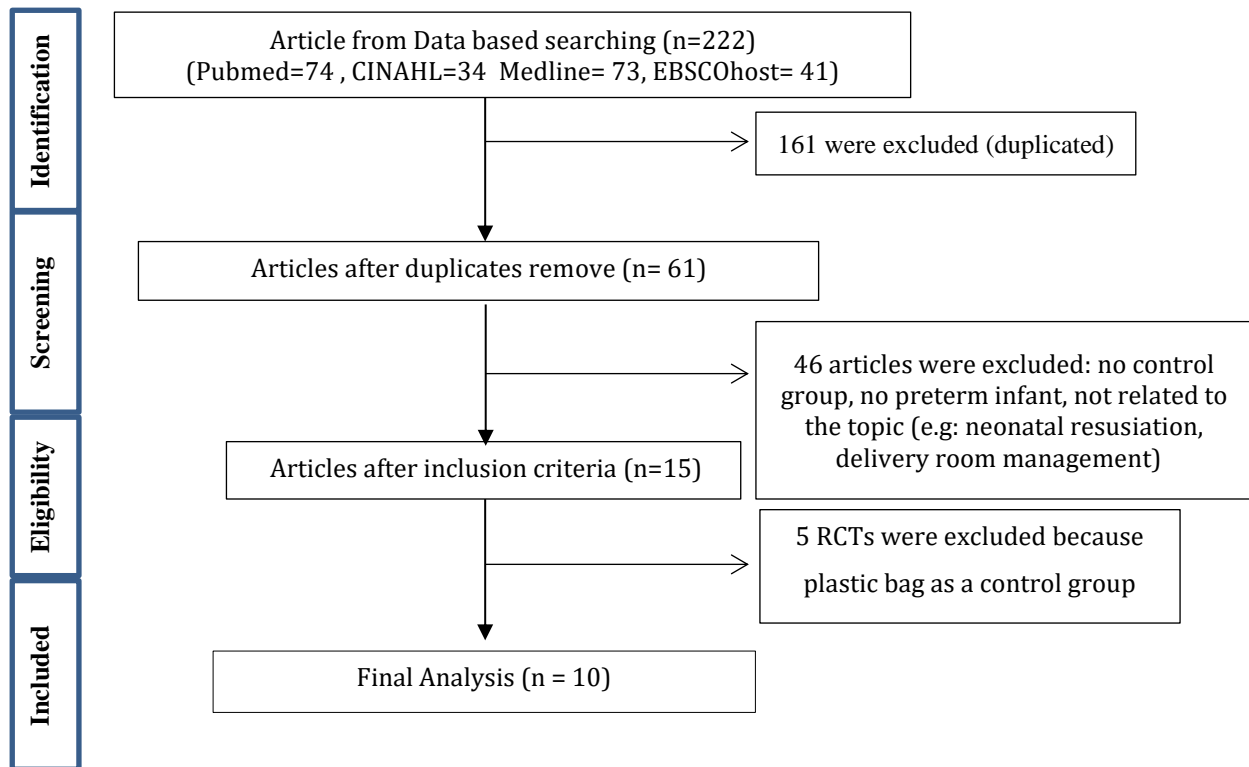 Identification
Article from Data based searching (n=222)
(Pubmed=74 , CINAHL=34 Medline= 73, EBSCOhost= 41)
161 were excluded (duplicated)
Screening
Articles after duplicates remove (n= 61)
46 articles were excluded: no control
group, no preterm infant, not related to
the topic (e.g: neonatal resusiation,
delivery room management)
Eligibility
Articles after inclusion criteria (n=15)
5 RCTs were excluded because
plastic bag as a control group
Included
Final Analysis (n = 10)